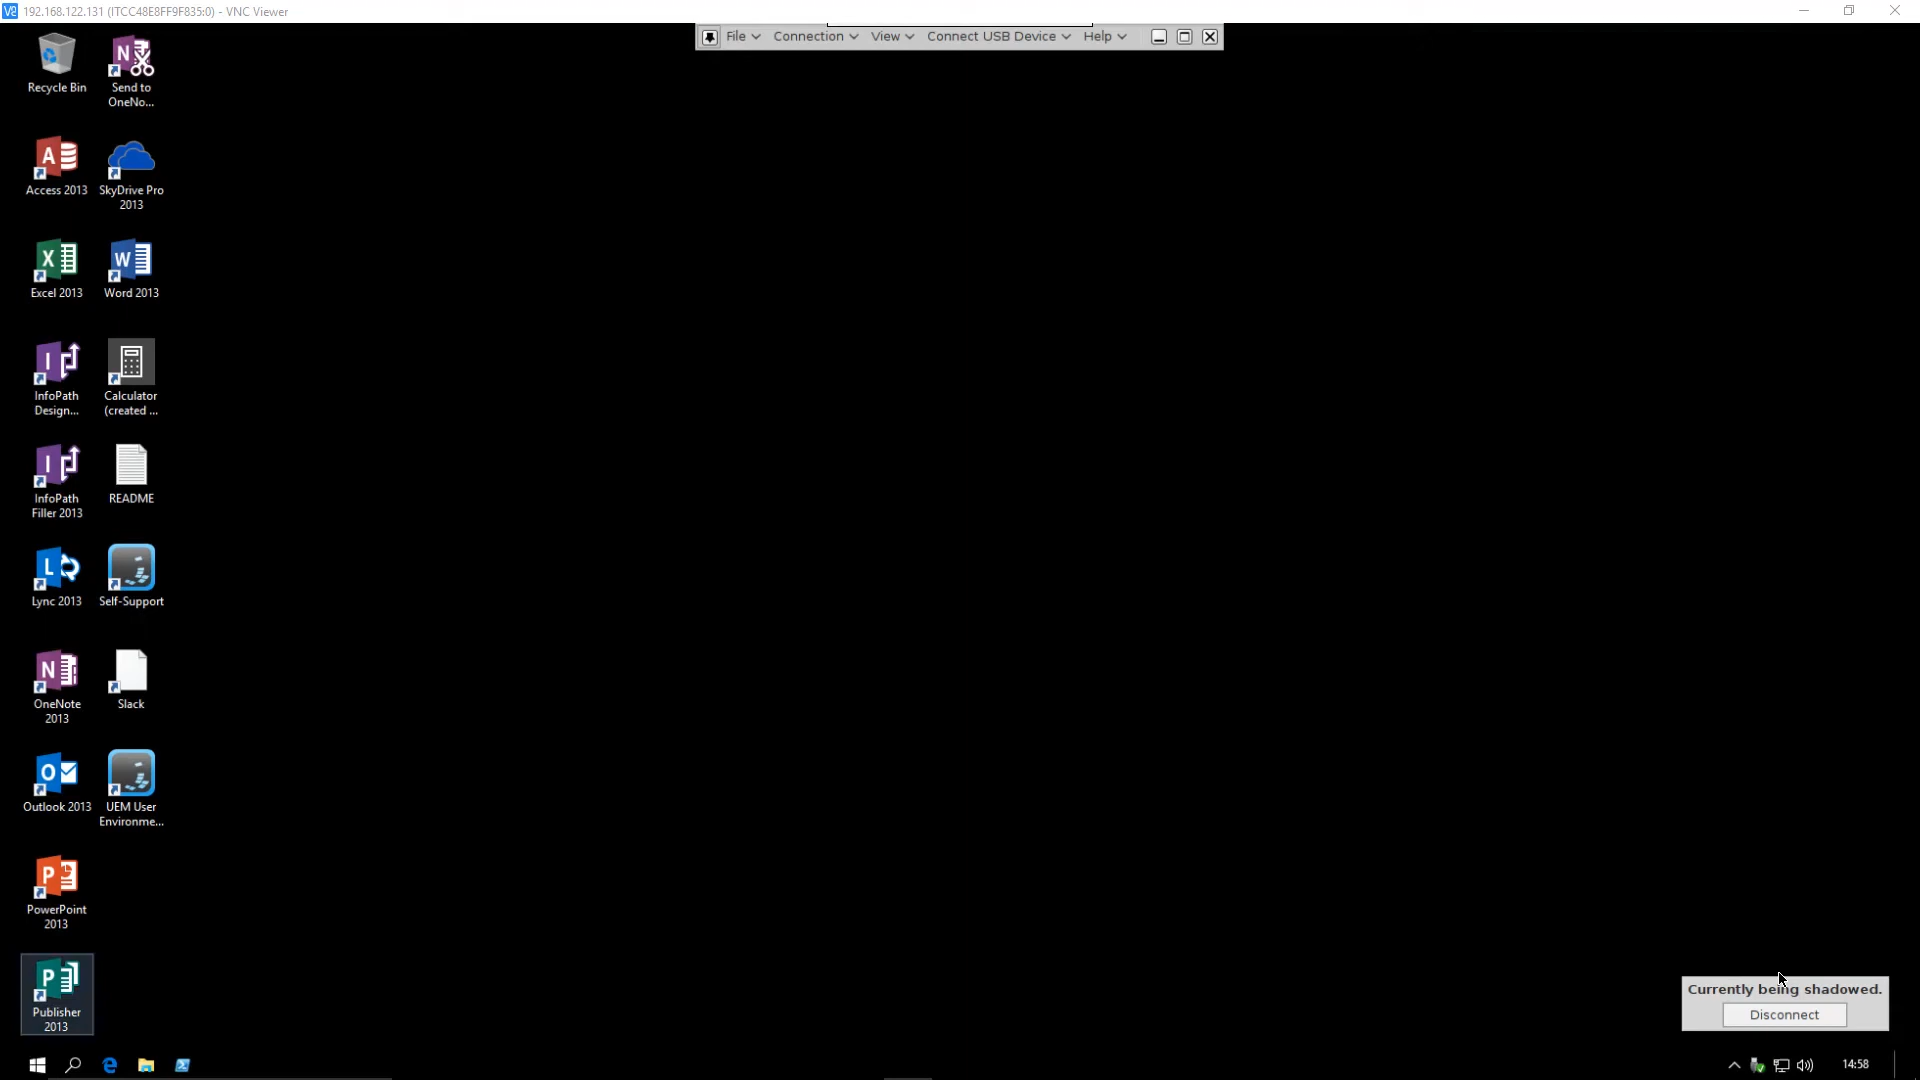 192.168.122.131 (ITCC48E8FF9F835:0) - VNC Viewer
File Connection View Connect USB Device Help
Recycle Bin
Send to
OneNo...
Access 2013
SkyDrive Pro
2013
Excel 2013
Word 2013
InfoPath
Design...
Calculator
(created ...
InfoPath
Filler 2013
README
Lync 2013
Self-Support
OneNote
2013
Slack
Outlook 2013
UEM User
Environme...
PowerPoint
2013
Publisher
2013
Currently being shadowed.
Disconnect
14:58